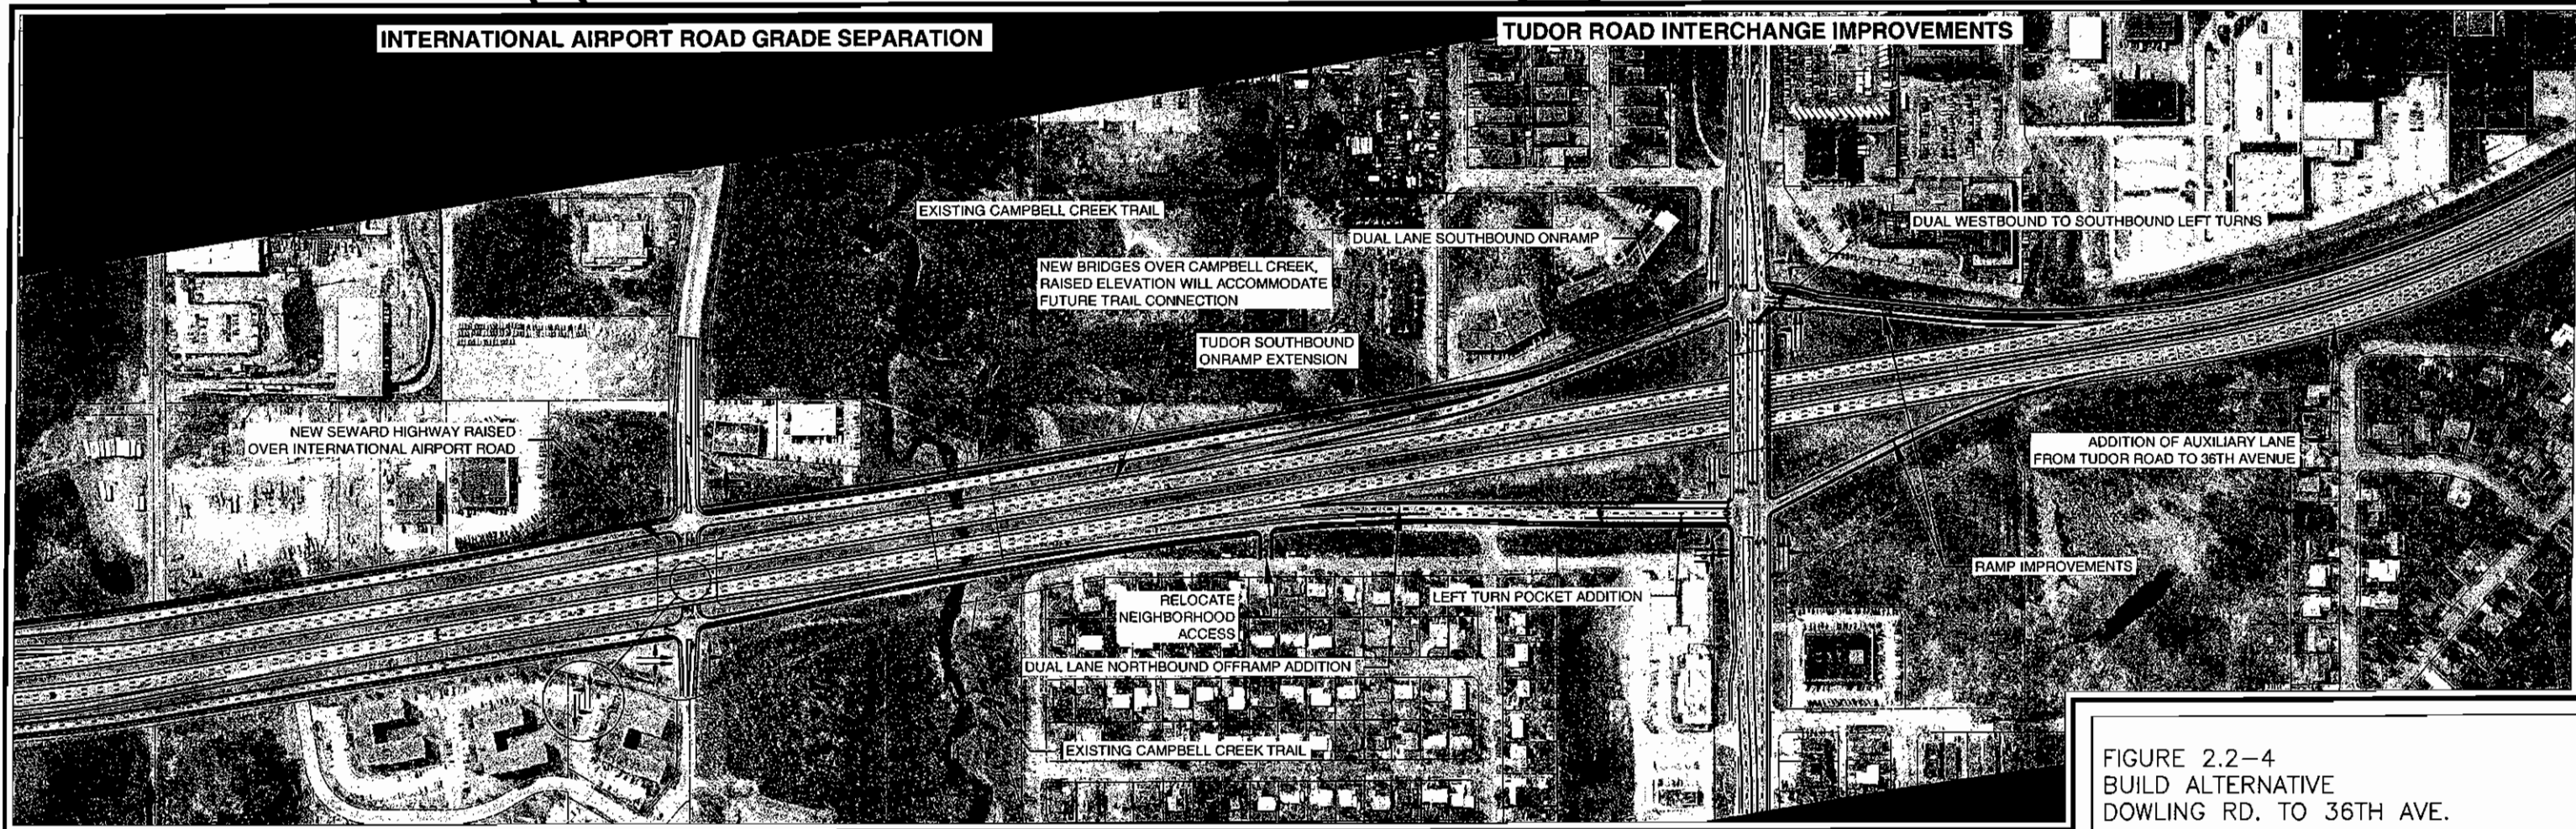 INTERNATIONAL AIRPORT ROAD GRADE SEPARATION
TUDOR ROAD INTERCHANGE IMPROVEMENTS
EXISTING CAMPBELL CREEK TRAIL
DUAL WESTBOUND TO SOUTHBOUND LEFT TURNS
DUAL LANE SOUTHBOUND ONRAMP
NEW BRIDGES OVER CAMPBELL CREEK,
RAISED ELEVATION WILL ACCOMMODATE
FUTURE TRAIL CONNECTION
TUDOR SOUTHBOUND
ONRAMP EXTENSION
NEW SEWARD HIGHWAY RAISED
OVER INTERNATIONAL AIRPORT ROAD
ADDITION OF AUXILIARY LANE
FROM TUDOR ROAD TO 36TH AVENUE
RAMP IMPROVEMENTS
RELOCATE
NEIGHBORHOOD
ACCESS
LEFT TURN POCKET ADDITION
DUAL LANE NORTHBOUND OFFRAMP ADDITION
EXISTING CAMPBELL CREEK TRAIL
FIGURE 2.2-4
BUILD ALTERNATIVE
DOWLING RD. TO 36TH AVE.